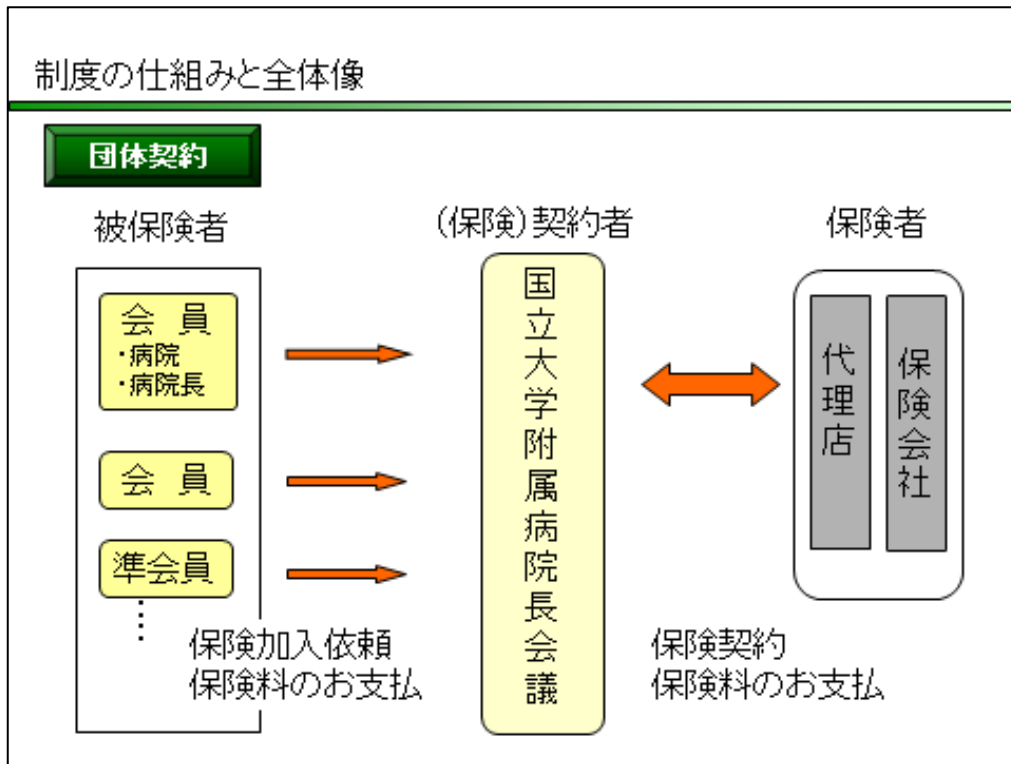 制度の仕組みと全体像
団体契約
被保険者
会 員
・病院
・病院長
会 員
準会員
⋮
保険加入依頼
保険料のお支払
(保険)契約者
国立大学附属病院長会議
保険契約
保険料のお支払
保険者
代理店
保険会社